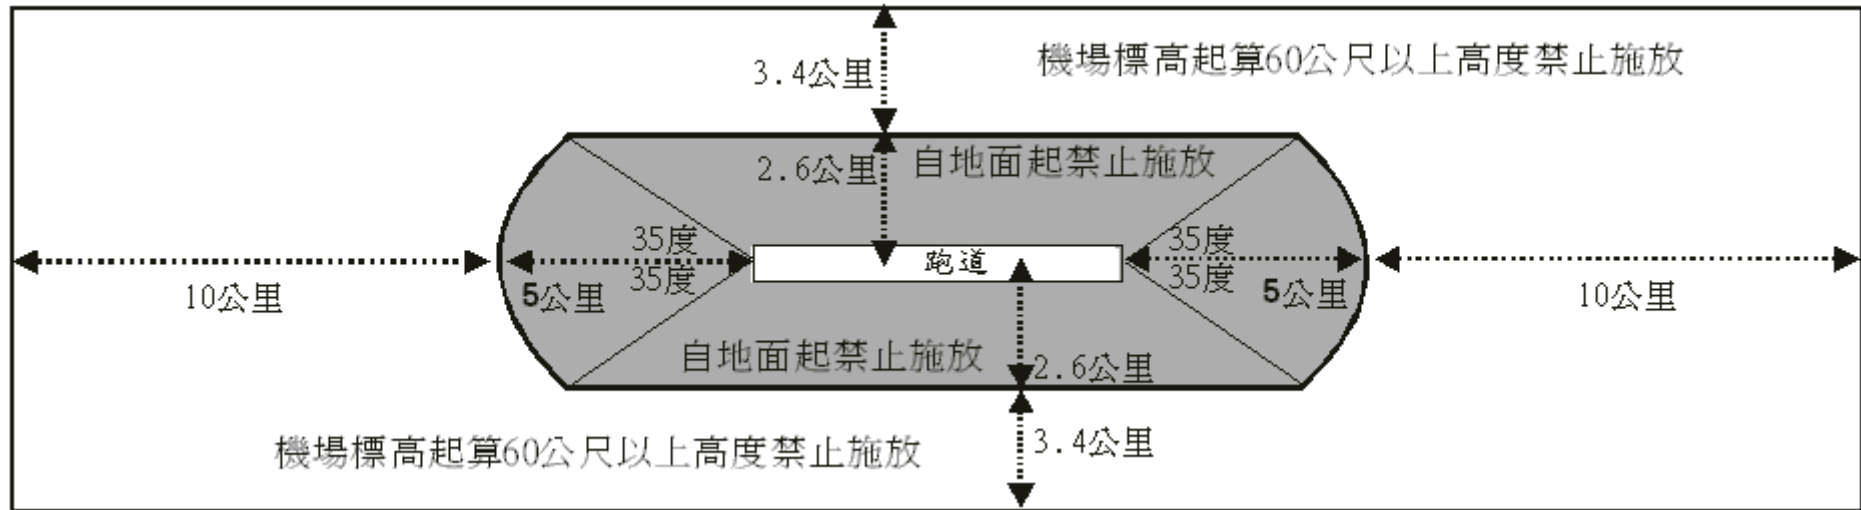 機場標高起算60公尺以上高度禁止施放
3.4公里
2.6公里
自地面起禁止施放
35度
35度
跑道
35度
35度
10公里
5公里
5公里
10公里
自地面起禁止施放
2.6公里
3.4公里
機場標高起算60公尺以上高度禁止施放